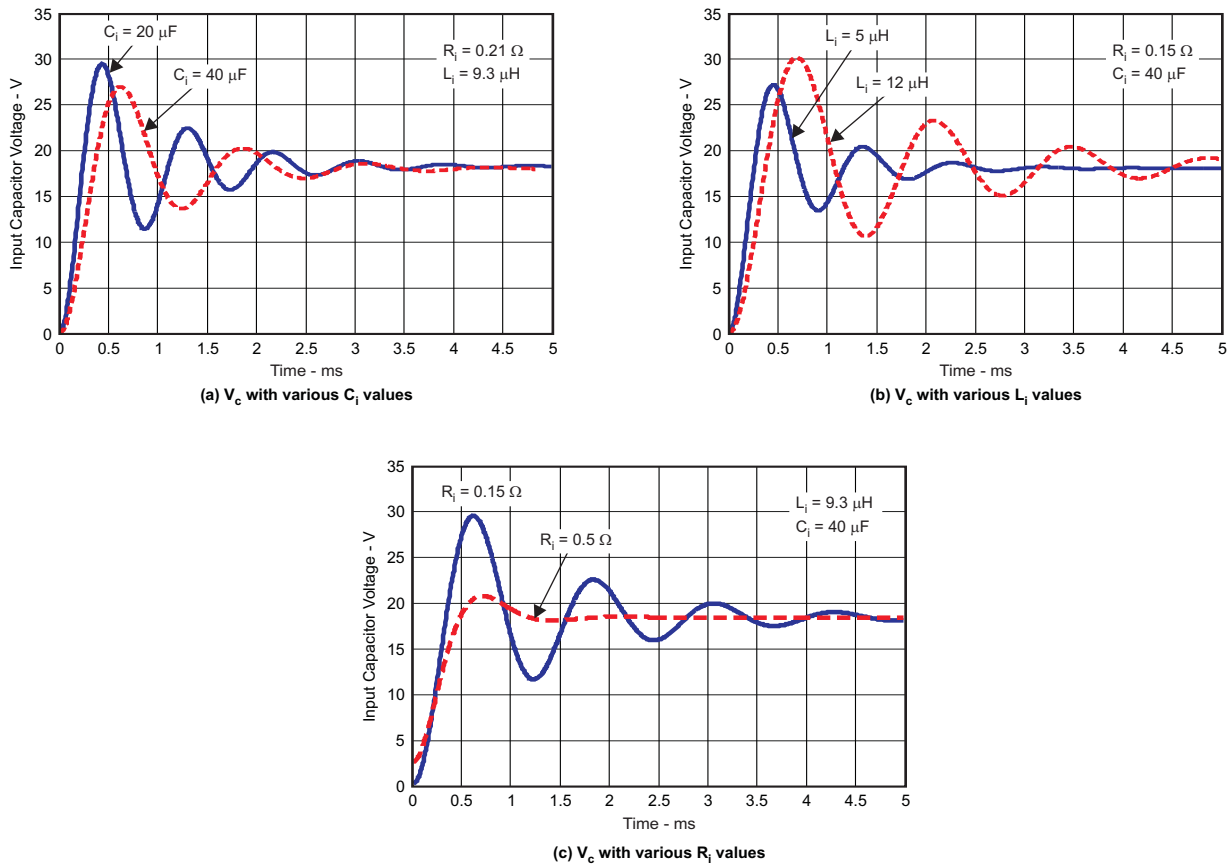 C_i = 20 μF
C_i = 40 μF
R_i = 0.21 Ω
L_i = 9.3 μH
Input Capacitor Voltage - V
35
30
25
20
15
10
5
0
0 0.5 1 1.5 2 2.5 3 3.5 4 4.5 5
Time - ms
(a) V_c with various C_i values
L_i = 5 μH
L_i = 12 μH
R_i = 0.15 Ω
C_i = 40 μF
Input Capacitor Voltage - V
35
30
25
20
15
10
5
0
0 0.5 1 1.5 2 2.5 3 3.5 4 4.5 5
Time - ms
(b) V_c with various L_i values
R_i = 0.15 Ω
R_i = 0.5 Ω
L_i = 9.3 μH
C_i = 40 μF
Input Capacitor Voltage - V
35
30
25
20
15
10
5
0
0 0.5 1 1.5 2 2.5 3 3.5 4 4.5 5
Time - ms
(c) V_c with various R_i values